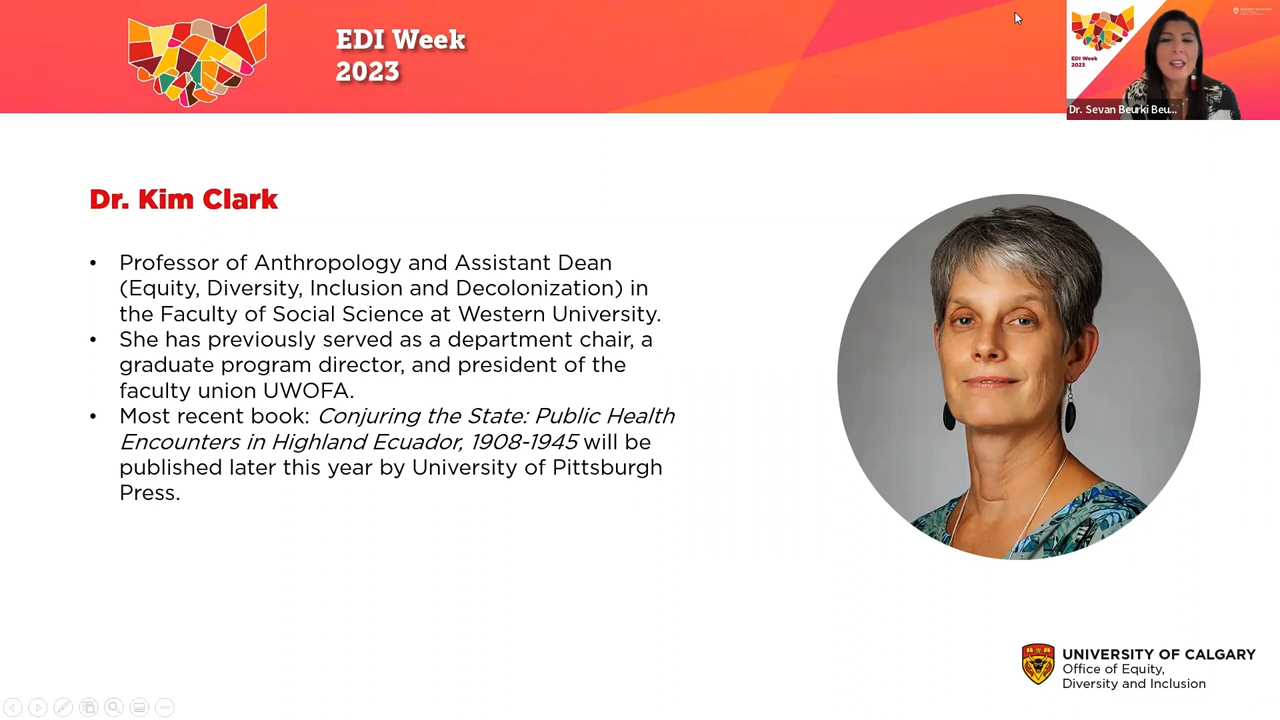 EDI Week
2023
EDI Week
2023
Dr. Sevan Beurki Beu...
Dr. Kim Clark
• Professor of Anthropology and Assistant Dean
(Equity, Diversity, Inclusion and Decolonization) in
the Faculty of Social Science at Western University.
• She has previously served as a department chair, a
graduate program director, and president of the
faculty union UWOFA.
• Most recent book: Conjuring the State: Public Health
Encounters in Highland Ecuador, 1908-1945 will be
published later this year by University of Pittsburgh
Press.
UNIVERSITY OF CALGARY
Office of Equity,
Diversity and Inclusion